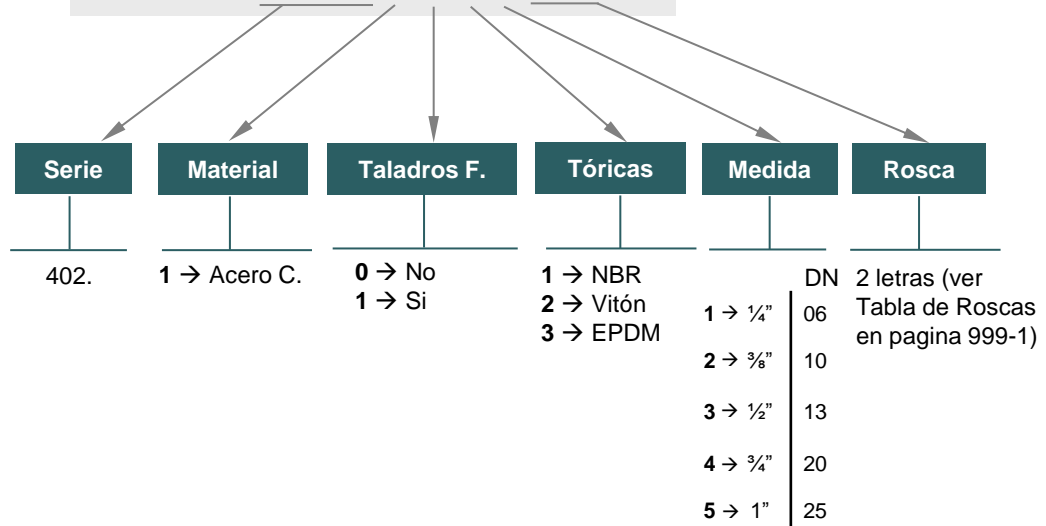 Serie
Material
Taladros F.
Tóricas
Medida
Rosca
402.
1 → Acero C.
0 → No
1 → Si
1 → NBR
2 → Vitón
3 → EPDM
DN
1 → ¼” 06
2 → ⅜” 10
3 → ½” 13
4 → ¾” 20
5 → 1” 25
2 letras (ver
Tabla de Roscas
en pagina 999-1)